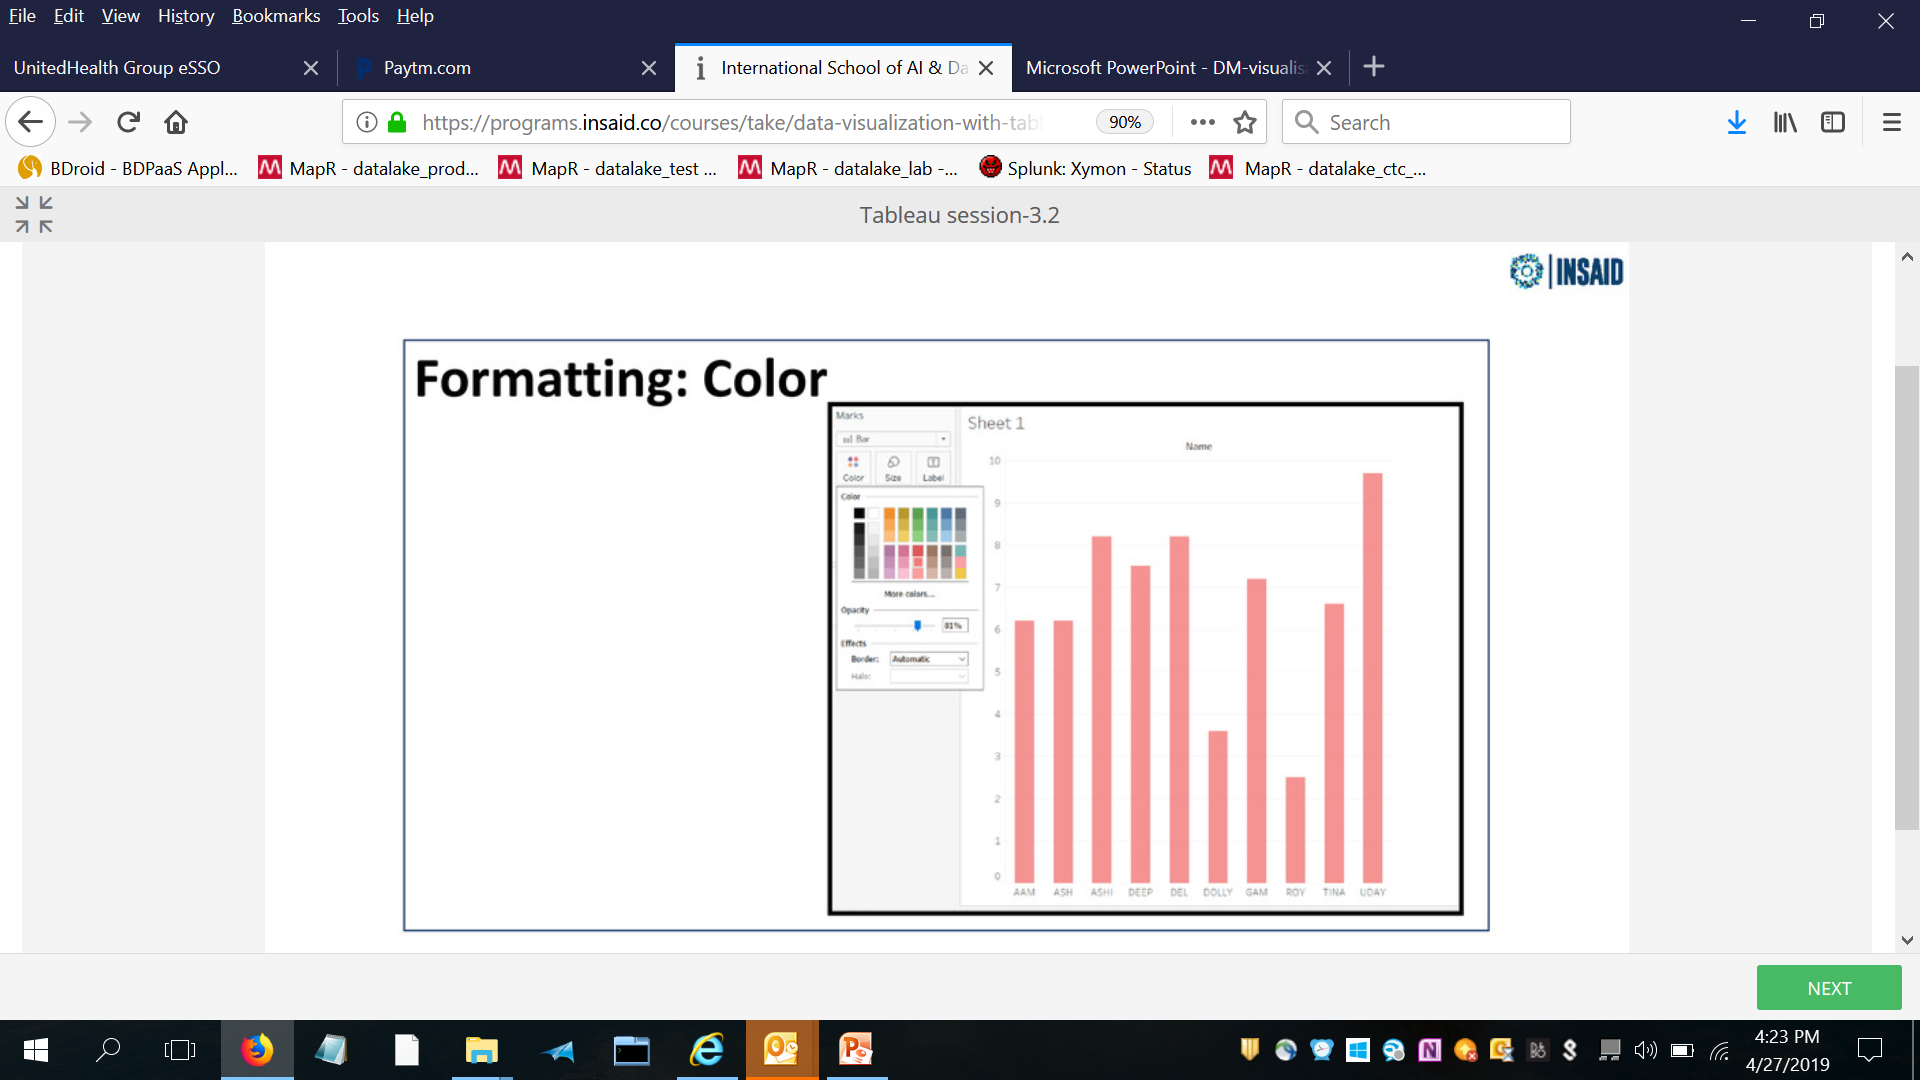 File Edit View History Bookmarks Tools Help
UnitedHealth Group eSSO
Paytm.com
International School of AI & Da
Microsoft PowerPoint - DM-visualis
https://programs.insaid.co/courses/take/data-visualization-with-tabl
90%
Search
BDroid - BDPaaS Appl...
MapR - datalake_prod...
MapR - datalake_test ...
MapR - datalake_lab -...
Splunk: Xymon - Status
MapR - datalake_ctc_...
Tableau session-3.2
INSAID
Formatting: Color
Marks
Bar
Color Size Label
Color
More colors...
Opacity
81%
Effects
Border: Automatic
Halo:
Sheet 1
Name
10
9
8
7
6
5
4
3
2
1
0
AAM ASH ASHI DEEP DEL DOLLY GAM ROY TINA UDAY
NEXT
4:23 PM
4/27/2019